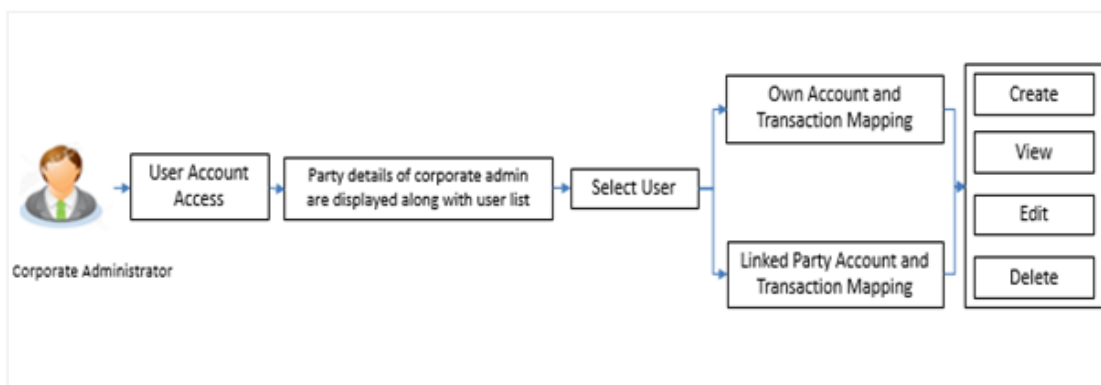 Corporate Administrator
User Account
Access
Party details of corporate admin
are displayed along with user list
Select User
Own Account and
Transaction Mapping
Linked Party Account and
Transaction Mapping
Create
View
Edit
Delete